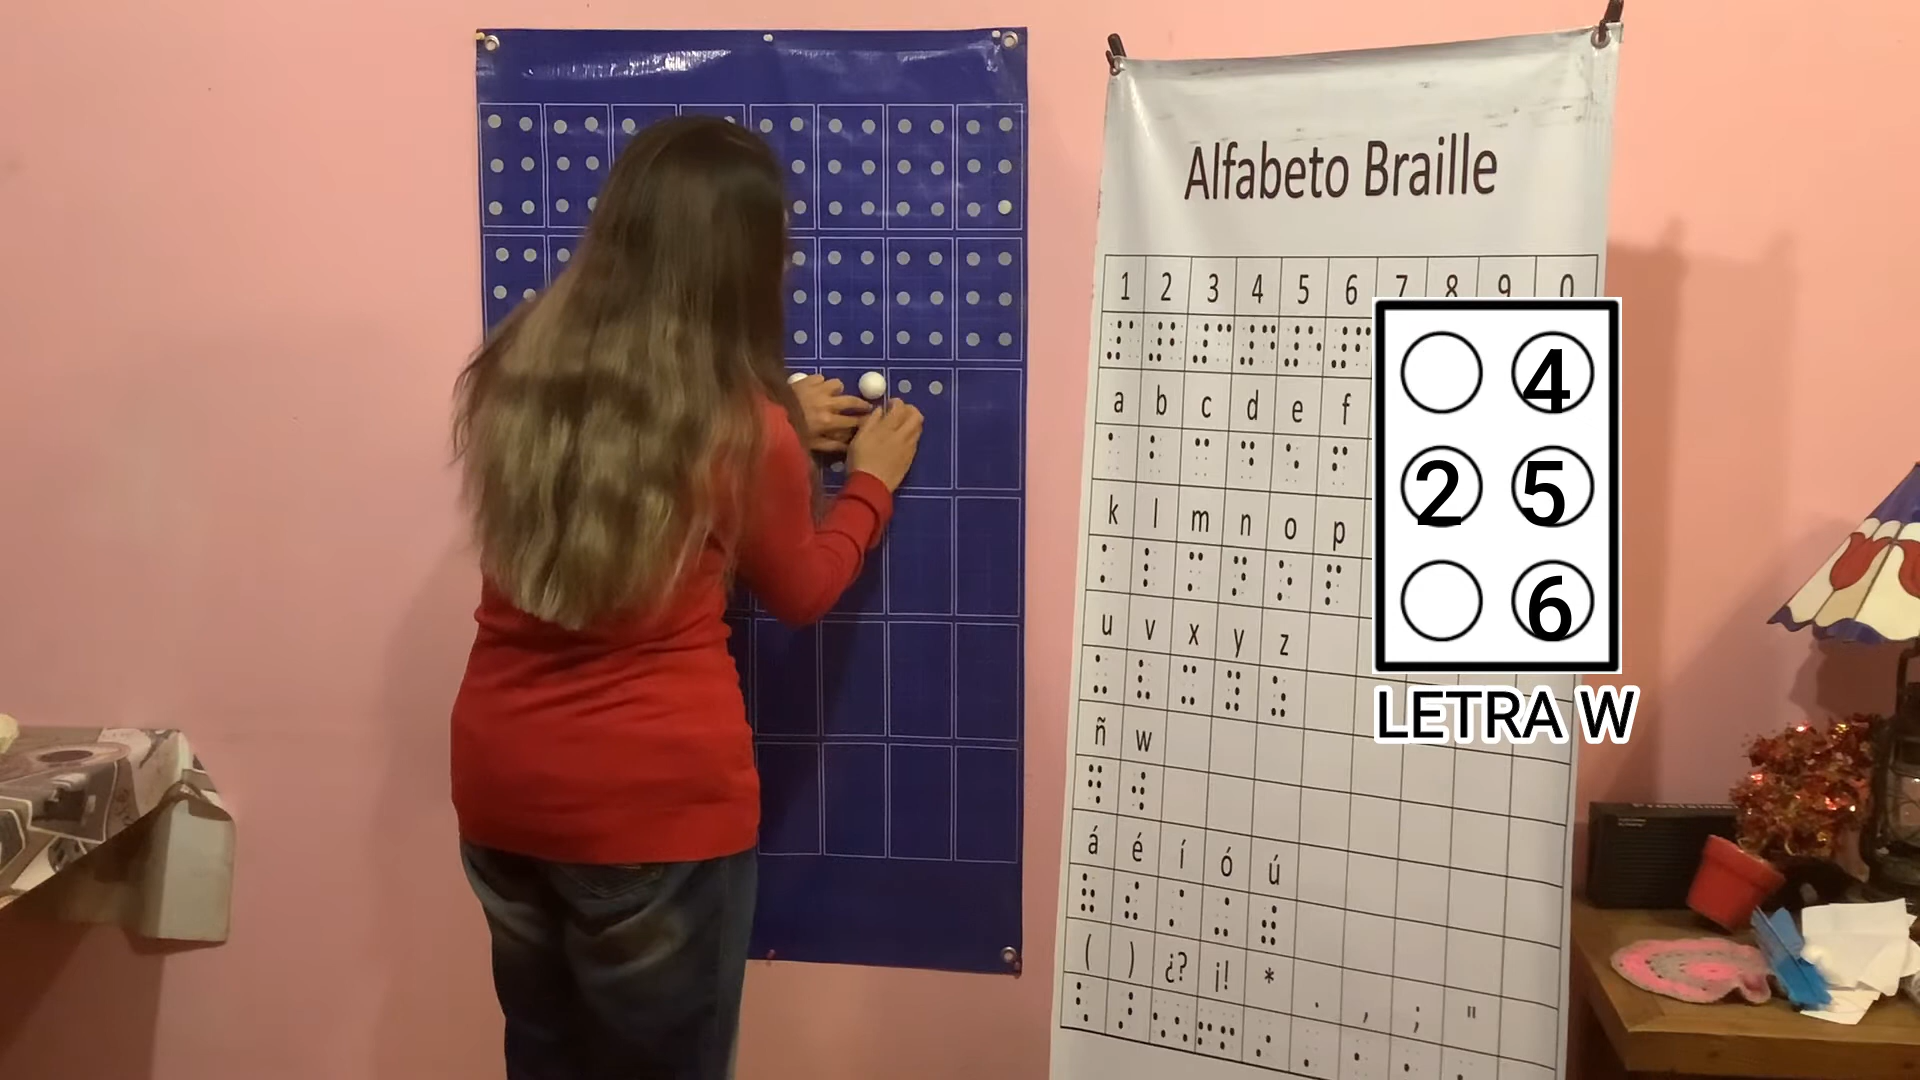 Alfabeto Braille
1 2 3 4 5 6 7 8 9 0
a b c d e f
k l m n o p
u v x y z
ñ w
á é í ó ú
( ) ¿? ¡! * . , ; "
4
2 5
6
LETRA W